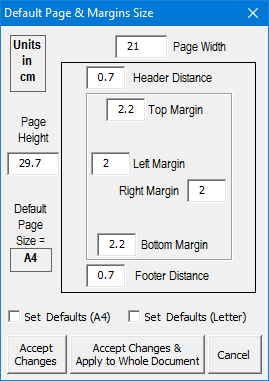 Default Page & Margins Size
Units
in
cm
21 Page Width
0.7 Header Distance
2.2 Top Margin
Page
Height
29.7
2 Left Margin
Right Margin 2
Default
Page
Size =
A4
2.2 Bottom Margin
0.7 Footer Distance
Set Defaults (A4) Set Defaults (Letter)
Accept
Changes
Accept Changes &
Apply to Whole Document
Cancel